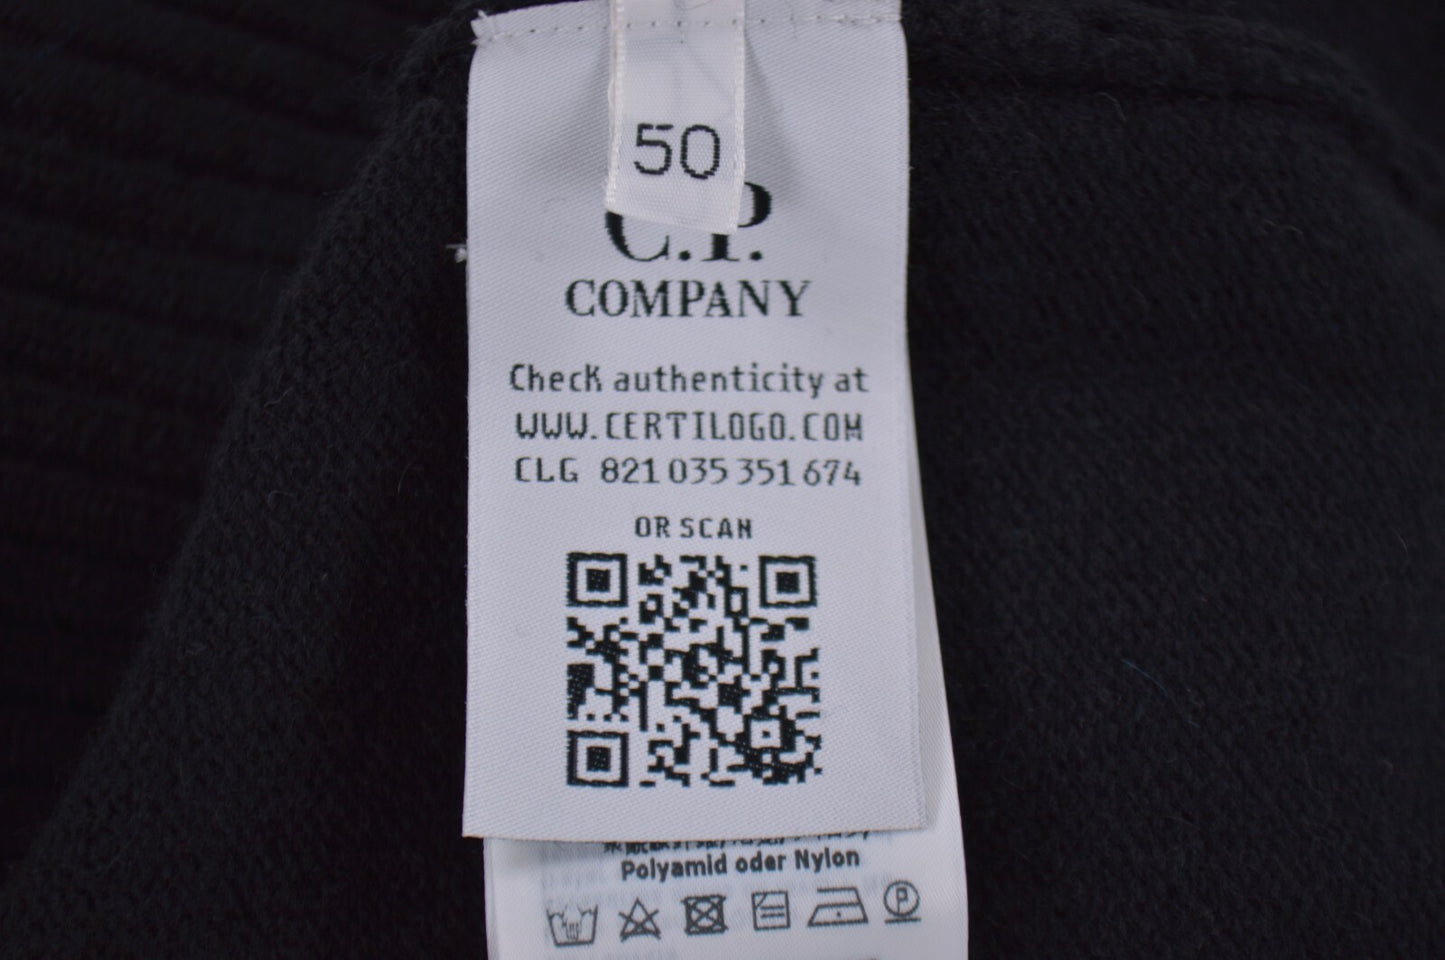 50
C.P.
COMPANY
Check authenticity at
WWW.CERTILOGO.COM
CLG 821 035 351 674
OR SCAN
Polyamid oder Nylon
P